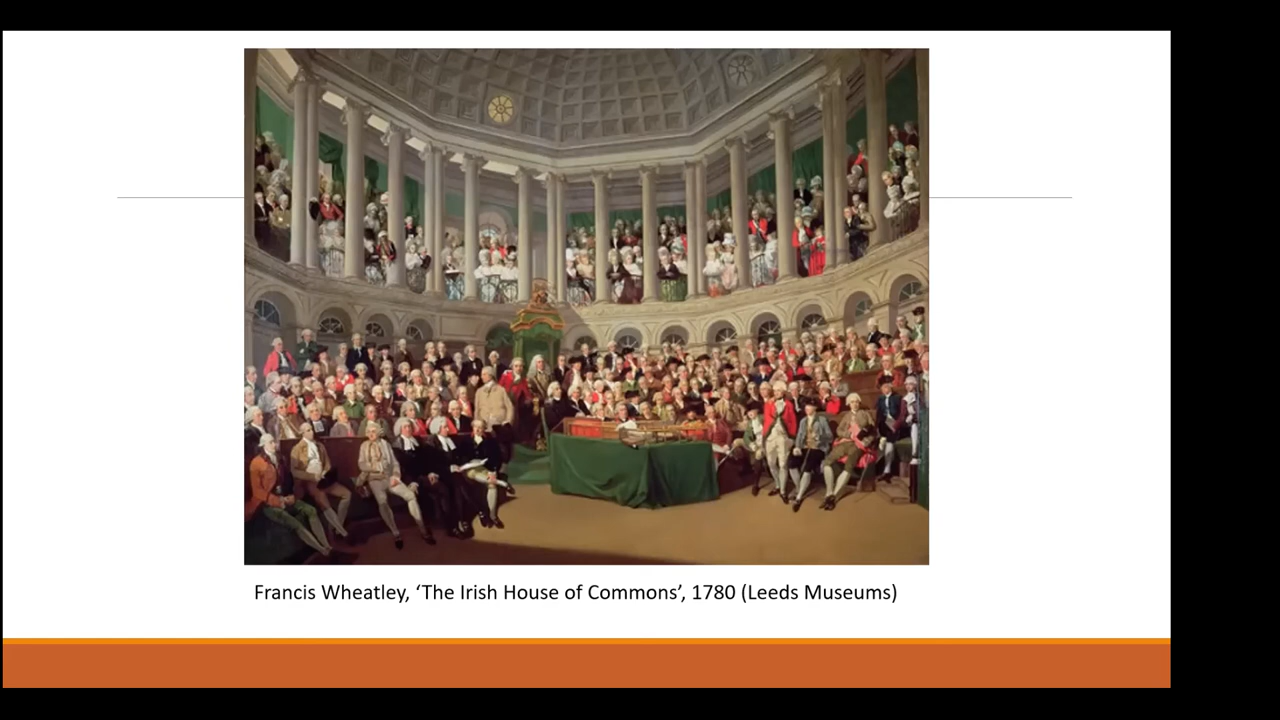 Francis Wheatley, ‘The Irish House of Commons’, 1780 (Leeds Museums)